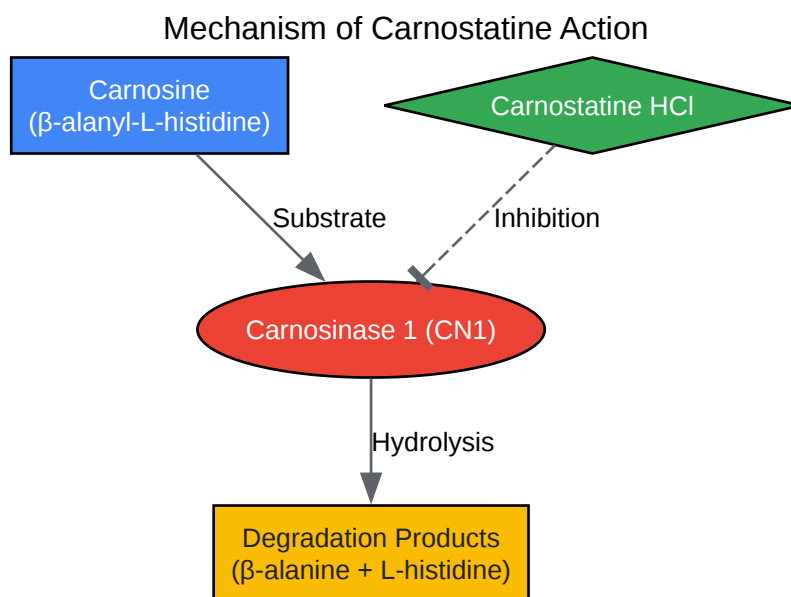 Mechanism of Carnostatine Action
Carnosine
(β-alanyl-L-histidine)
Carnostatine HCl
Substrate
Inhibition
Carnosinase 1 (CN1)
Hydrolysis
Degradation Products
(β-alanine + L-histidine)